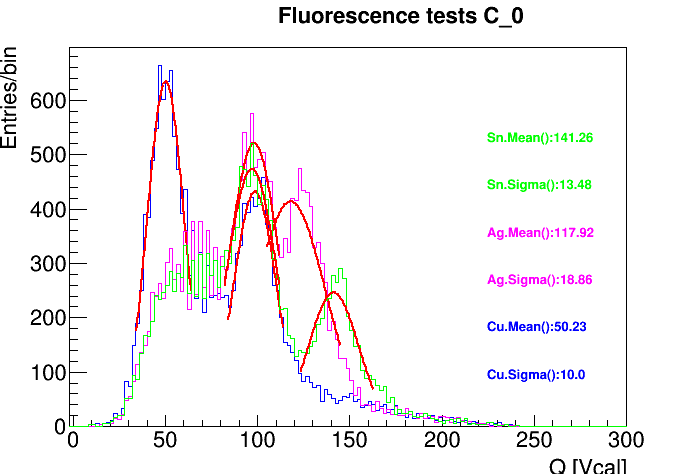 Fluorescence tests C_0
Entries/bin
600
500
400
300
200
100
0
Sn.Mean():141.26
Sn.Sigma():13.48
Ag.Mean():117.92
Ag.Sigma():18.86
Cu.Mean():50.23
Cu.Sigma():10.0
0 50 100 150 200 250 300
Q [Vcal]